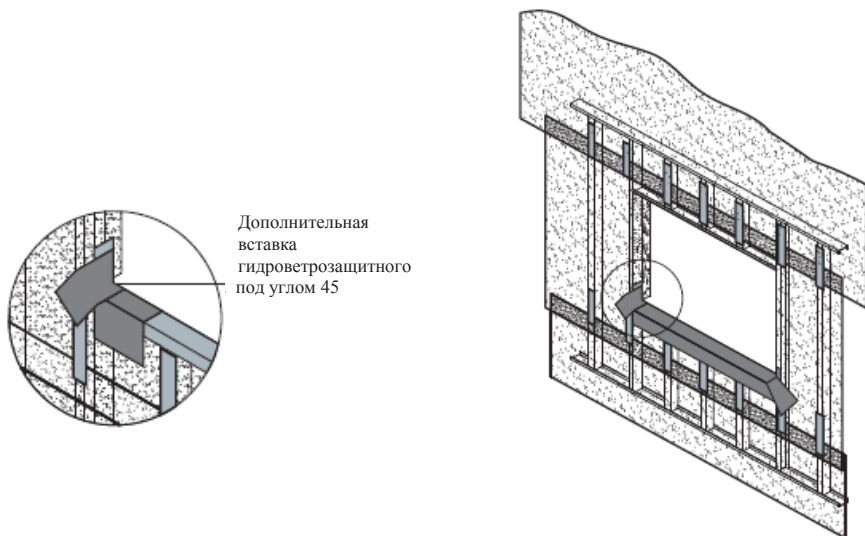 Дополнительная
вставка
гидроветрозащитного
под углом 45